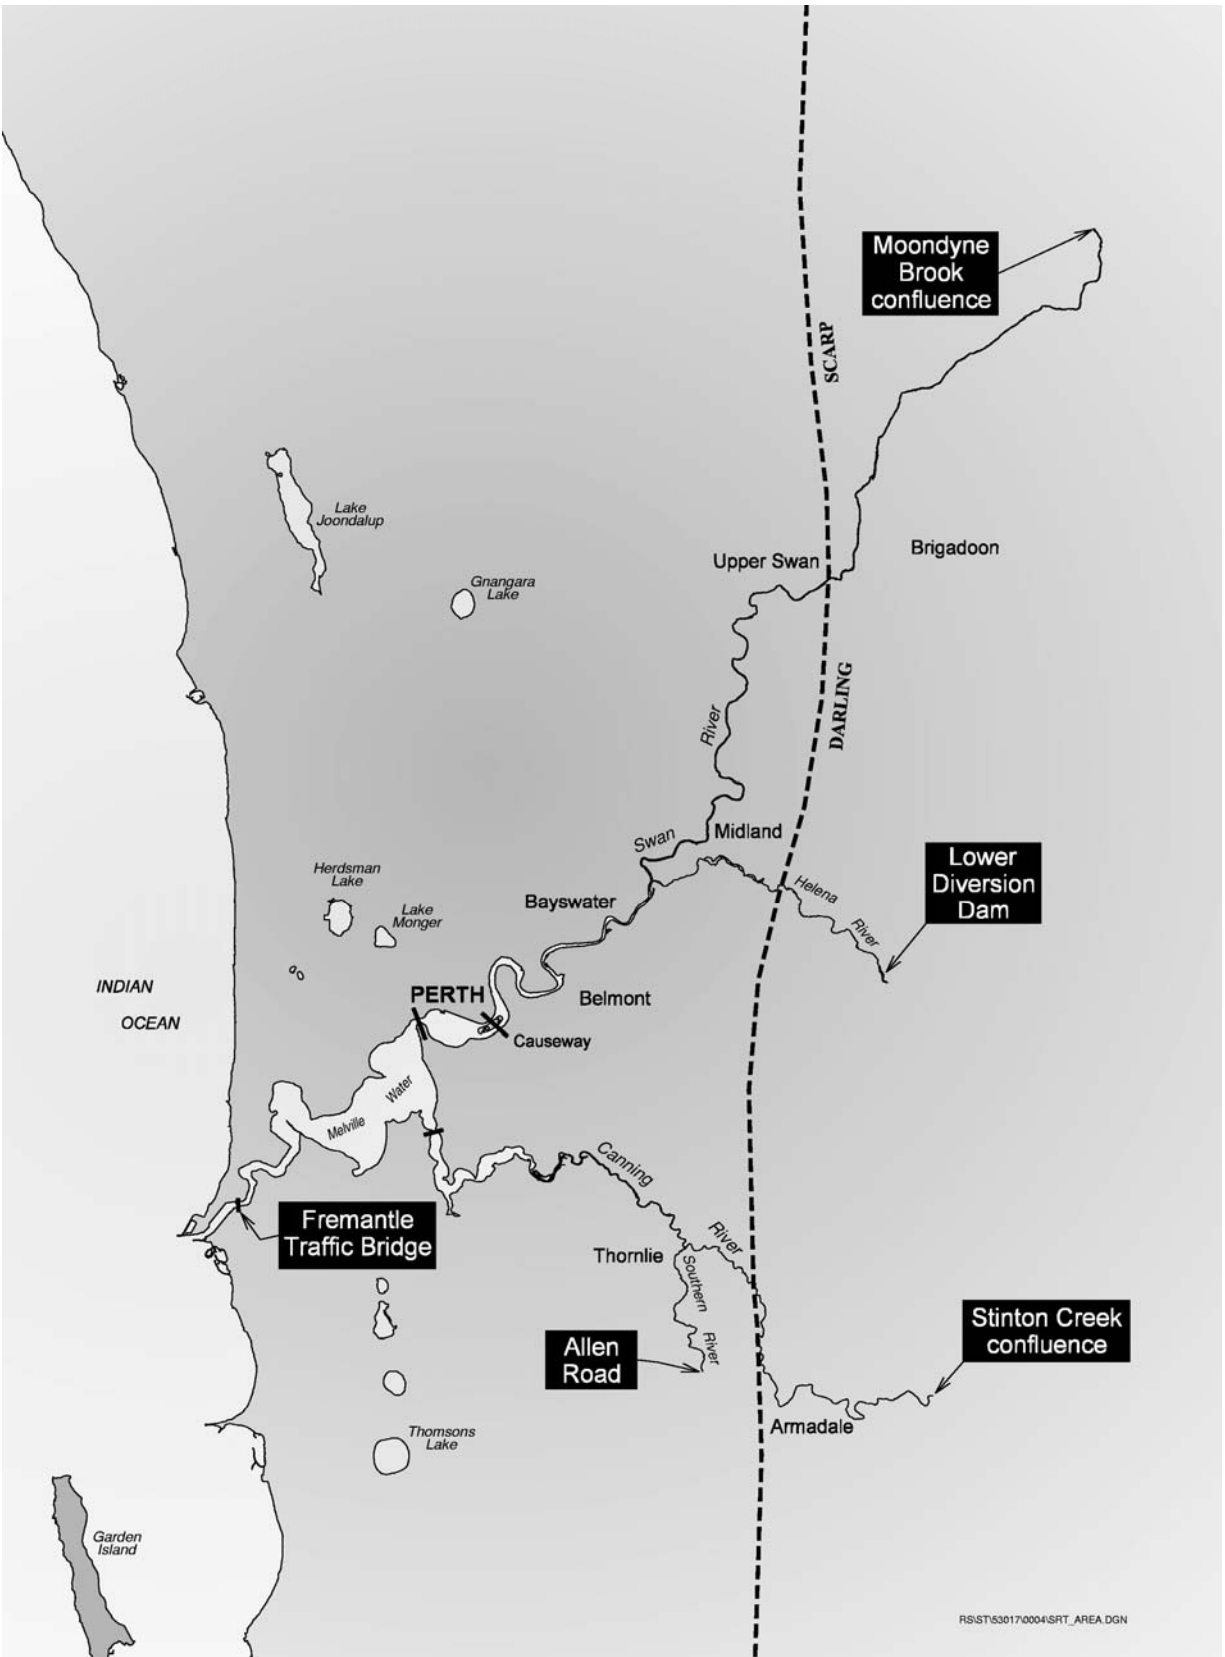 Moondyne
Brook
confluence
SCARP
Lake
Joondalup
Brigadoon
Upper Swan
Gnangara
Lake
DARLING
River
Swan
Midland
Lower
Diversion
Dam
Herdsman
Lake
Helena
River
Bayswater
Lake
Monger
INDIAN
OCEAN
PERTH
Belmont
Causeway
Melville
Water
Canning
River
Fremantle
Traffic Bridge
Thornlie
Southern
River
Stinton Creek
confluence
Allen
Road
Armadale
Thomsons
Lake
Garden
Island
RS\ST\53017\0004\SRT_AREA.DGN